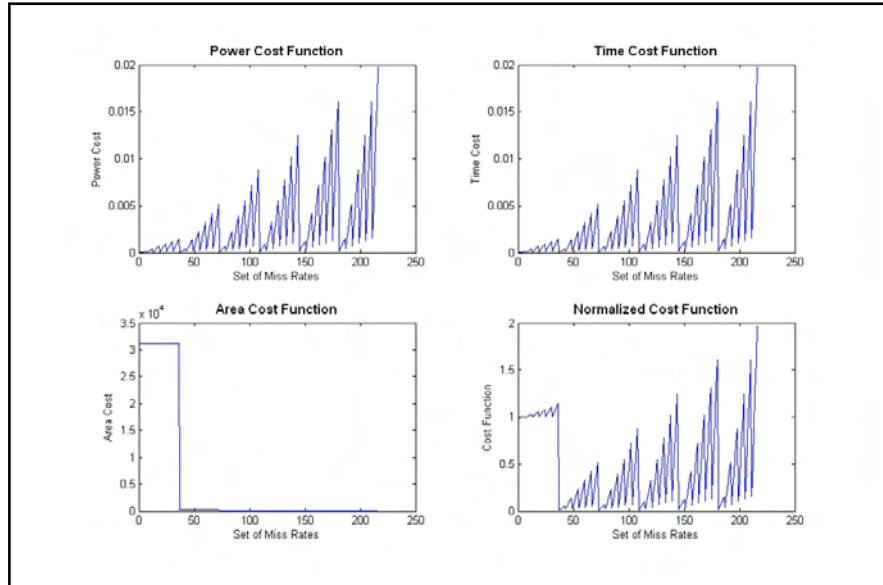 Power Cost Function
0.02
0.015
0.01
0.005
0
Power Cost
0 50 100 150 200 250
Set of Miss Rates
Time Cost Function
0.02
0.015
0.01
0.005
0
Time Cost
0 50 100 150 200 250
Set of Miss Rates
Area Cost Function
x 10^4
3.5
3
2.5
2
1.5
1
0.5
0
Area Cost
0 50 100 150 200 250
Set of Miss Rates
Normalized Cost Function
2
1.5
1
0.5
0
Cost Function
0 50 100 150 200 250
Set of Miss Rates